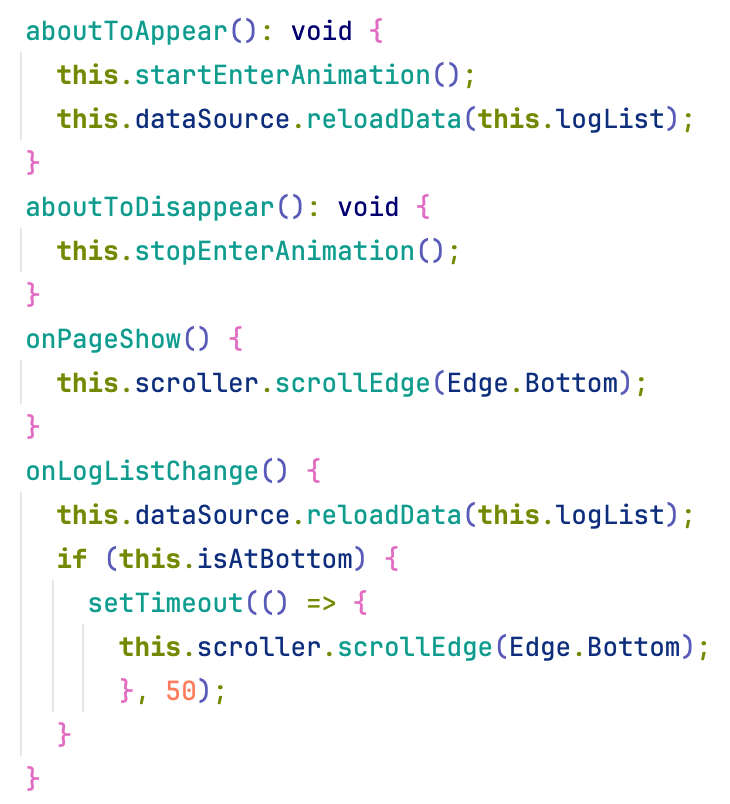 aboutToAppear(): void {
  this.startEnterAnimation();
  this.dataSource.reloadData(this.logList);
}
aboutToDisappear(): void {
  this.stopEnterAnimation();
}
onPageShow() {
  this.scroller.scrollEdge(Edge.Bottom);
}
onLogListChange() {
  this.dataSource.reloadData(this.logList);
  if (this.isAtBottom) {
    setTimeout(() => {
      this.scroller.scrollEdge(Edge.Bottom);
      }, 50);
  }
}